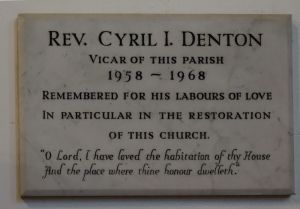 REV. CYRIL I. DENTON
VICAR OF THIS PARISH
1958 ~ 1968
REMEMBERED FOR HIS LABOURS OF LOVE
IN PARTICULAR IN THE RESTORATION
OF THIS CHURCH.
"O Lord, I have loved the habitation of thy House
And the place where thine honour dwelleth."